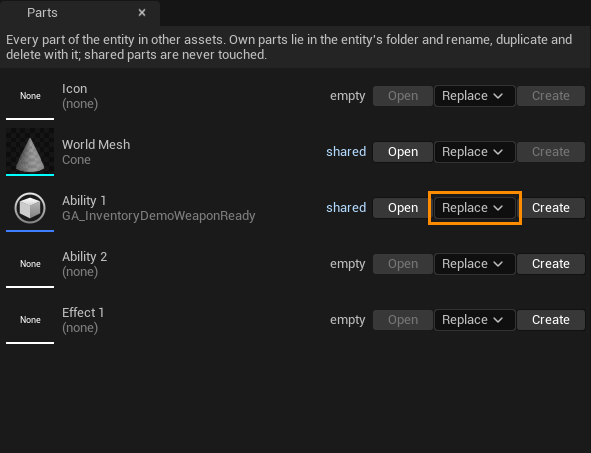 Parts
Every part of the entity in other assets. Own parts lie in the entity's folder and rename, duplicate and
delete with it; shared parts are never touched.
None Icon (none) empty Open Replace Create
World Mesh Cone shared Open Replace Create
Ability 1 GA_InventoryDemoWeaponReady shared Open Replace Create
None Ability 2 (none) empty Open Replace Create
None Effect 1 (none) empty Open Replace Create